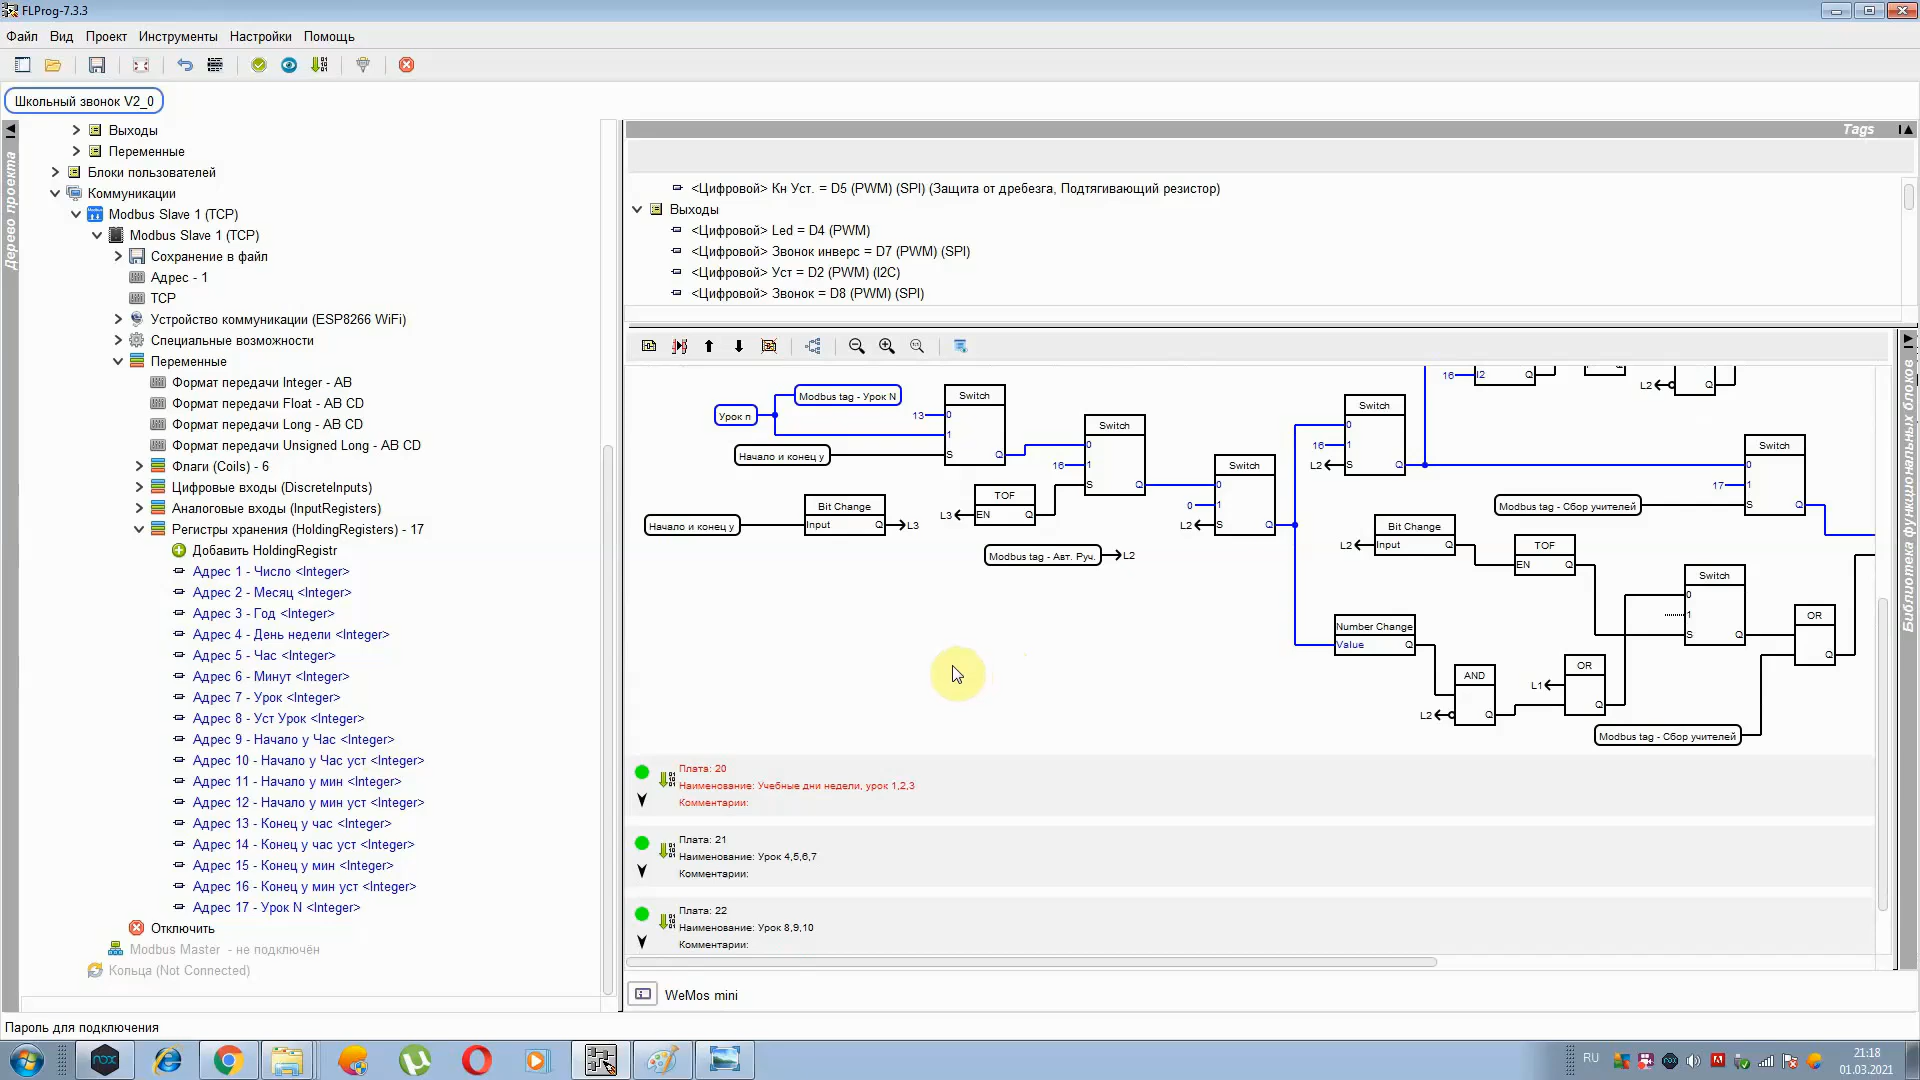 FLProg-7.3.3
Файл Вид Проект Инструменты Настройки Помощь
Школьный звонок V2_0
Дерево проекта
Выходы
Переменные
Блоки пользователей
Коммуникации
Modbus Slave 1 (TCP)
Modbus Slave 1 (TCP)
Сохранение в файл
Адрес - 1
TCP
Устройство коммуникации (ESP8266 WiFi)
Специальные возможности
Переменные
Формат передачи Integer - AB
Формат передачи Float - AB CD
Формат передачи Long - AB CD
Формат передачи Unsigned Long - AB CD
Флаги (Coils) - 6
Цифровые входы (DiscreteInputs)
Аналоговые входы (InputRegisters)
Регистры хранения (HoldingRegisters) - 17
Добавить HoldingRegistr
Адрес 1 - Число <Integer>
Адрес 2 - Месяц <Integer>
Адрес 3 - Год <Integer>
Адрес 4 - День недели <Integer>
Адрес 5 - Час <Integer>
Адрес 6 - Минут <Integer>
Адрес 7 - Урок <Integer>
Адрес 8 - Уст Урок <Integer>
Адрес 9 - Начало у Час <Integer>
Адрес 10 - Начало у Час уст <Integer>
Адрес 11 - Начало у мин <Integer>
Адрес 12 - Начало у мин уст <Integer>
Адрес 13 - Конец у час <Integer>
Адрес 14 - Конец у час уст <Integer>
Адрес 15 - Конец у мин <Integer>
Адрес 16 - Конец у мин уст <Integer>
Адрес 17 - Урок N <Integer>
Отключить
Modbus Master - не подключён
Кольца (Not Connected)
Tags
<Цифровой> Кн Уст. = D5 (PWM) (SPI) (Защита от дребезга, Подтягивающий резистор)
Выходы
<Цифровой> Led = D4 (PWM)
<Цифровой> Звонок инверс = D7 (PWM) (SPI)
<Цифровой> Уст = D2 (PWM) (I2C)
<Цифровой> Звонок = D8 (PWM) (SPI)
Библиотека функциональных блоков
16 I2 Q
L2 Q
Modbus tag - Урок N
Урок n
13
Switch
0
1
S Q
Начало и конец у
Switch
16
0
1
S Q
Начало и конец у
Bit Change
Input Q
L3
L3
TOF
EN Q
Modbus tag - Авт. Руч.
L2
Switch
0
0
1
L2
S Q
Switch
16
0
1
L2
S Q
Switch
17
0
1
S Q
Modbus tag - Сбор учителей
Bit Change
L2
Input Q
TOF
EN Q
Switch
0
1
S Q
OR
Q
Number Change
Value Q
AND
L2
Q
OR
L1
Q
Modbus tag - Сбор учителей
Плата: 20
Наименование: Учебные дни недели, урок 1,2,3
Комментарии:
Плата: 21
Наименование: Урок 4,5,6,7
Комментарии:
Плата: 22
Наименование: Урок 8,9,10
Комментарии:
WeMos mini
Пароль для подключения
RU
21:18
01.03.2021